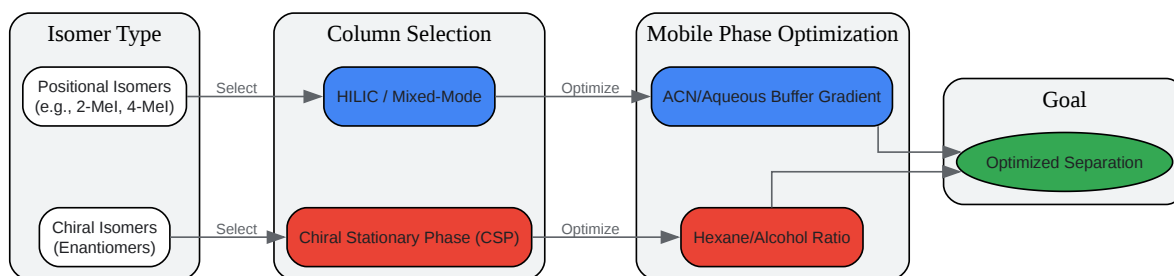 Isomer Type
Column Selection
Mobile Phase Optimization
Goal
Positional Isomers
(e.g., 2-MeI, 4-MeI)
Select
HILIC / Mixed-Mode
Optimize
ACN/Aqueous Buffer Gradient
Optimized Separation
Chiral Isomers
(Enantiomers)
Select
Chiral Stationary Phase (CSP)
Optimize
Hexane/Alcohol Ratio